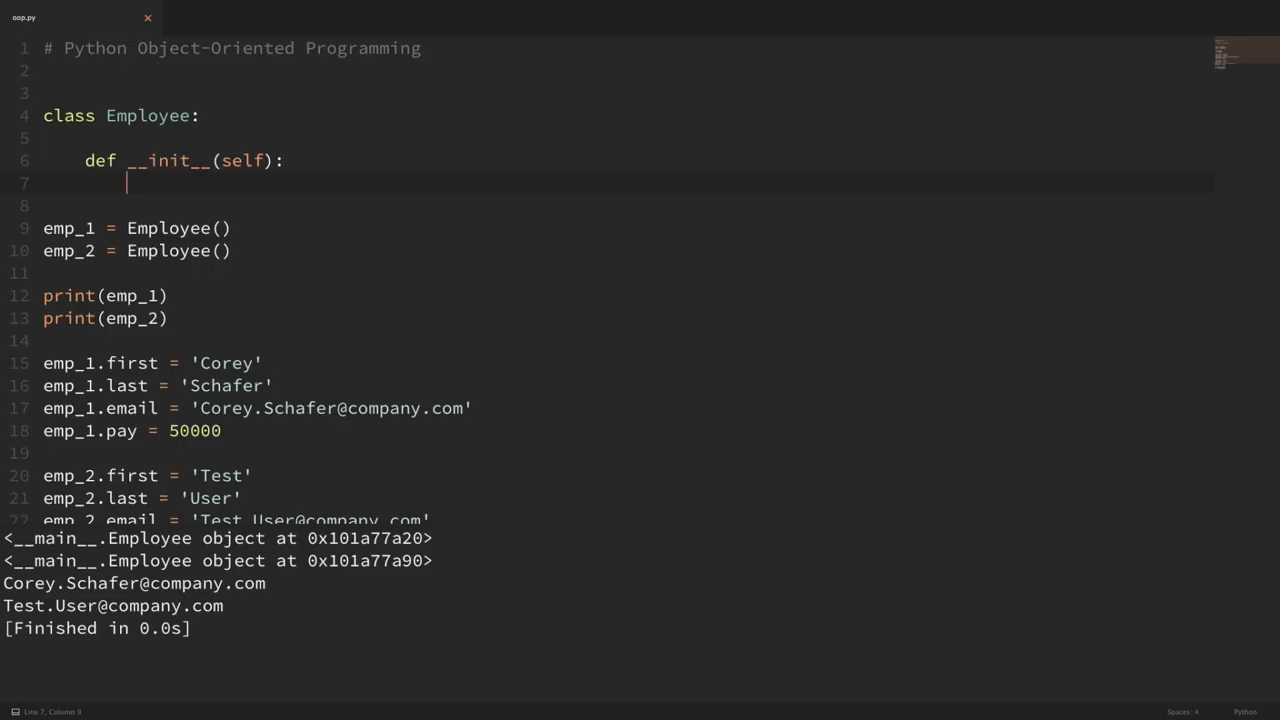 oop.py
1 # Python Object-Oriented Programming
2
3
4 class Employee:
5
6     def __init__(self):
7
8
9 emp_1 = Employee()
10 emp_2 = Employee()
11
12 print(emp_1)
13 print(emp_2)
14
15 emp_1.first = 'Corey'
16 emp_1.last = 'Schafer'
17 emp_1.email = 'Corey.Schafer@company.com'
18 emp_1.pay = 50000
19
20 emp_2.first = 'Test'
21 emp_2.last = 'User'
22 emp_2.email = 'Test.User@company.com'
<__main__.Employee object at 0x101a77a20>
<__main__.Employee object at 0x101a77a90>
Corey.Schafer@company.com
Test.User@company.com
[Finished in 0.0s]
Line 7, Column 9
Spaces: 4
Python